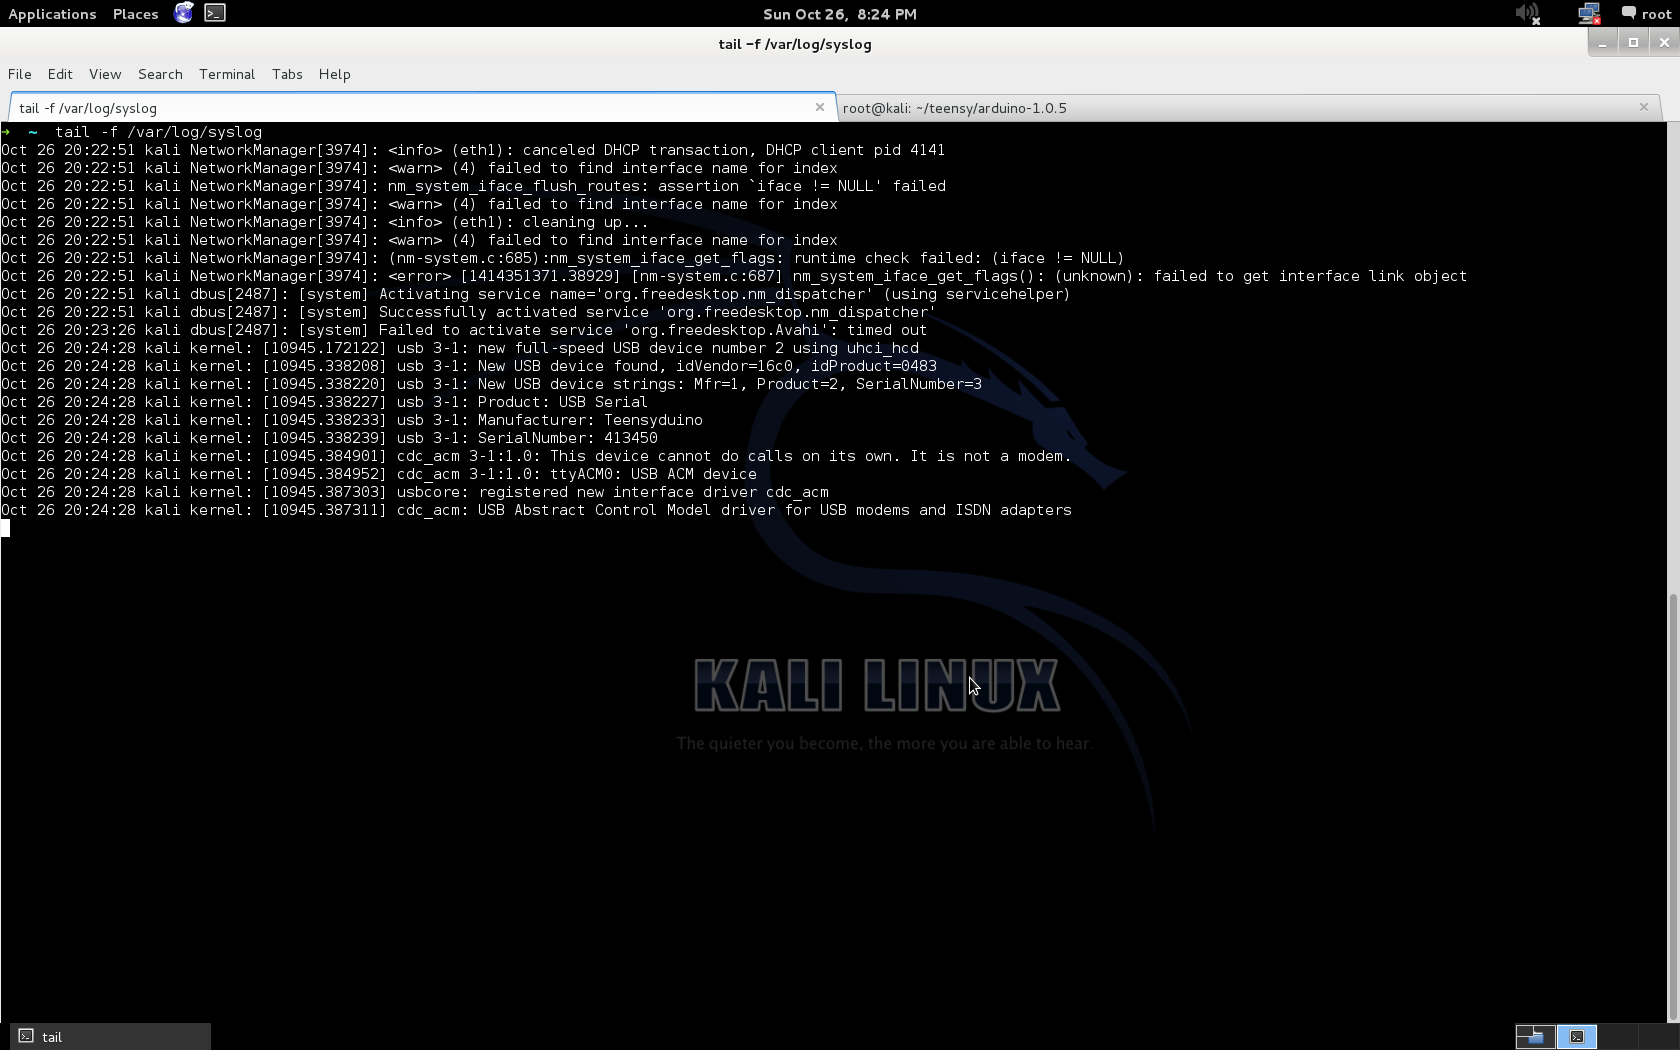 Applications Places Sun Oct 26, 8:24 PM root
tail -f /var/log/syslog
File Edit View Search Terminal Tabs Help
tail -f /var/log/syslog root@kali: ~/teensy/arduino-1.0.5
→ ~ tail -f /var/log/syslog
Oct 26 20:22:51 kali NetworkManager[3974]: <info> (eth1): canceled DHCP transaction, DHCP client pid 4141
Oct 26 20:22:51 kali NetworkManager[3974]: <warn> (4) failed to find interface name for index
Oct 26 20:22:51 kali NetworkManager[3974]: nm_system_iface_flush_routes: assertion `iface != NULL' failed
Oct 26 20:22:51 kali NetworkManager[3974]: <warn> (4) failed to find interface name for index
Oct 26 20:22:51 kali NetworkManager[3974]: <info> (eth1): cleaning up...
Oct 26 20:22:51 kali NetworkManager[3974]: <warn> (4) failed to find interface name for index
Oct 26 20:22:51 kali NetworkManager[3974]: (nm-system.c:685):nm_system_iface_get_flags: runtime check failed: (iface != NULL)
Oct 26 20:22:51 kali NetworkManager[3974]: <error> [1414351371.38929] [nm-system.c:687] nm_system_iface_get_flags(): (unknown): failed to get interface link object
Oct 26 20:22:51 kali dbus[2487]: [system] Activating service name='org.freedesktop.nm_dispatcher' (using servicehelper)
Oct 26 20:22:51 kali dbus[2487]: [system] Successfully activated service 'org.freedesktop.nm_dispatcher'
Oct 26 20:23:26 kali dbus[2487]: [system] Failed to activate service 'org.freedesktop.Avahi': timed out
Oct 26 20:24:28 kali kernel: [10945.172122] usb 3-1: new full-speed USB device number 2 using uhci_hcd
Oct 26 20:24:28 kali kernel: [10945.338208] usb 3-1: New USB device found, idVendor=16c0, idProduct=0483
Oct 26 20:24:28 kali kernel: [10945.338220] usb 3-1: New USB device strings: Mfr=1, Product=2, SerialNumber=3
Oct 26 20:24:28 kali kernel: [10945.338227] usb 3-1: Product: USB Serial
Oct 26 20:24:28 kali kernel: [10945.338233] usb 3-1: Manufacturer: Teensyduino
Oct 26 20:24:28 kali kernel: [10945.338239] usb 3-1: SerialNumber: 413450
Oct 26 20:24:28 kali kernel: [10945.384901] cdc_acm 3-1:1.0: This device cannot do calls on its own. It is not a modem.
Oct 26 20:24:28 kali kernel: [10945.384952] cdc_acm 3-1:1.0: ttyACM0: USB ACM device
Oct 26 20:24:28 kali kernel: [10945.387303] usbcore: registered new interface driver cdc_acm
Oct 26 20:24:28 kali kernel: [10945.387311] cdc_acm: USB Abstract Control Model driver for USB modems and ISDN adapters
KALI LINUX
The quieter you become, the more you are able to hear.
tail